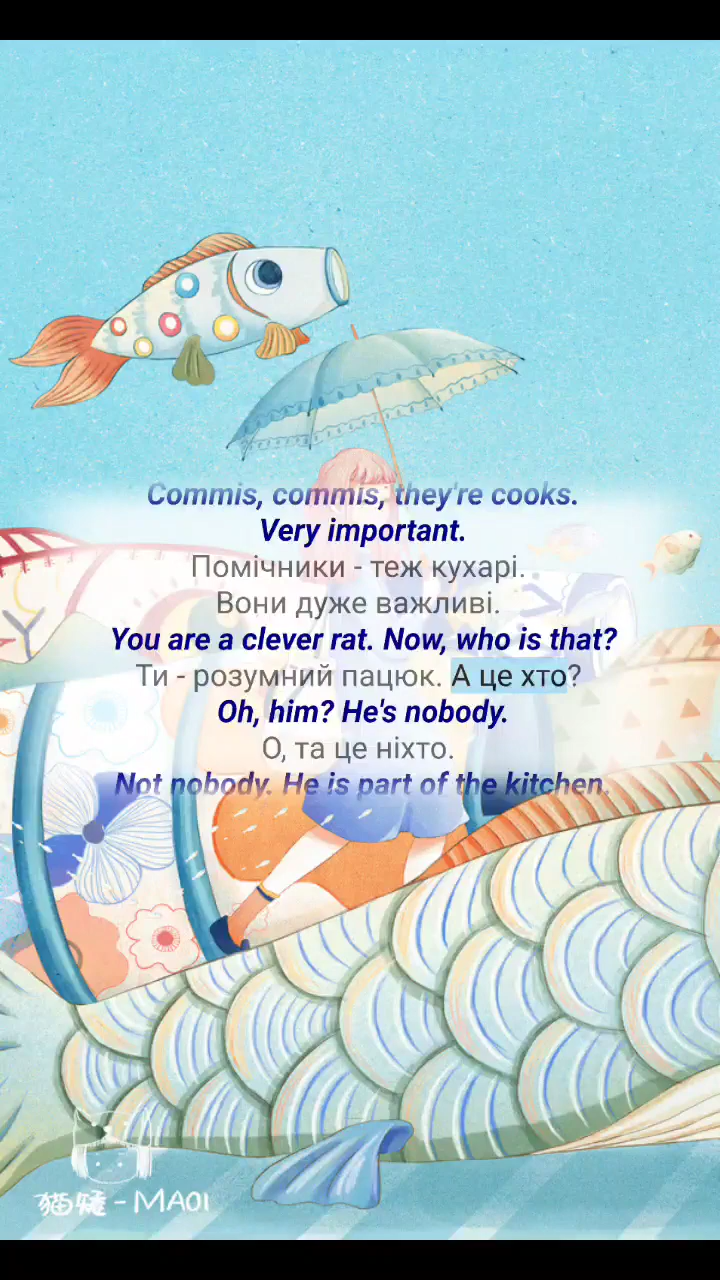 Commis, commis, they're cooks.
Very important.
Помічники - теж кухарі.
Вони дуже важливі.
You are a clever rat. Now, who is that?
Ти - розумний пацюк. А це хто?
Oh, him? He's nobody.
О, та це ніхто.
Not nobody. He is part of the kitchen.
猫矮 - MAOI